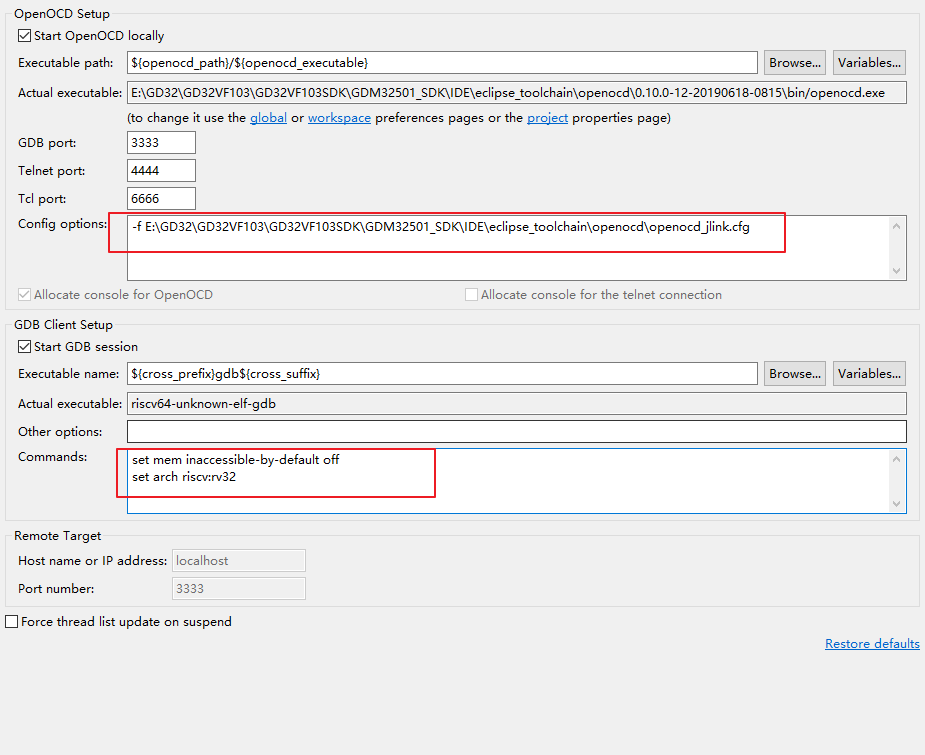 OpenOCD Setup
Start OpenOCD locally
Executable path: ${openocd_path}/${openocd_executable} Browse... Variables...
Actual executable: E:\GD32\GD32VF103\GD32VF103SDK\GDM32501_SDK\IDE\eclipse_toolchain\openocd\0.10.0-12-20190618-0815\bin/openocd.exe
(to change it use the global or workspace preferences pages or the project properties page)
GDB port: 3333
Telnet port: 4444
Tcl port: 6666
Config options: -f E:\GD32\GD32VF103\GD32VF103SDK\GDM32501_SDK\IDE\eclipse_toolchain\openocd\openocd_jlink.cfg
Allocate console for OpenOCD Allocate console for the telnet connection
GDB Client Setup
Start GDB session
Executable name: ${cross_prefix}gdb${cross_suffix} Browse... Variables...
Actual executable: riscv64-unknown-elf-gdb
Other options:
Commands: set mem inaccessible-by-default off
set arch riscv:rv32
Remote Target
Host name or IP address: localhost
Port number: 3333
Force thread list update on suspend
Restore defaults